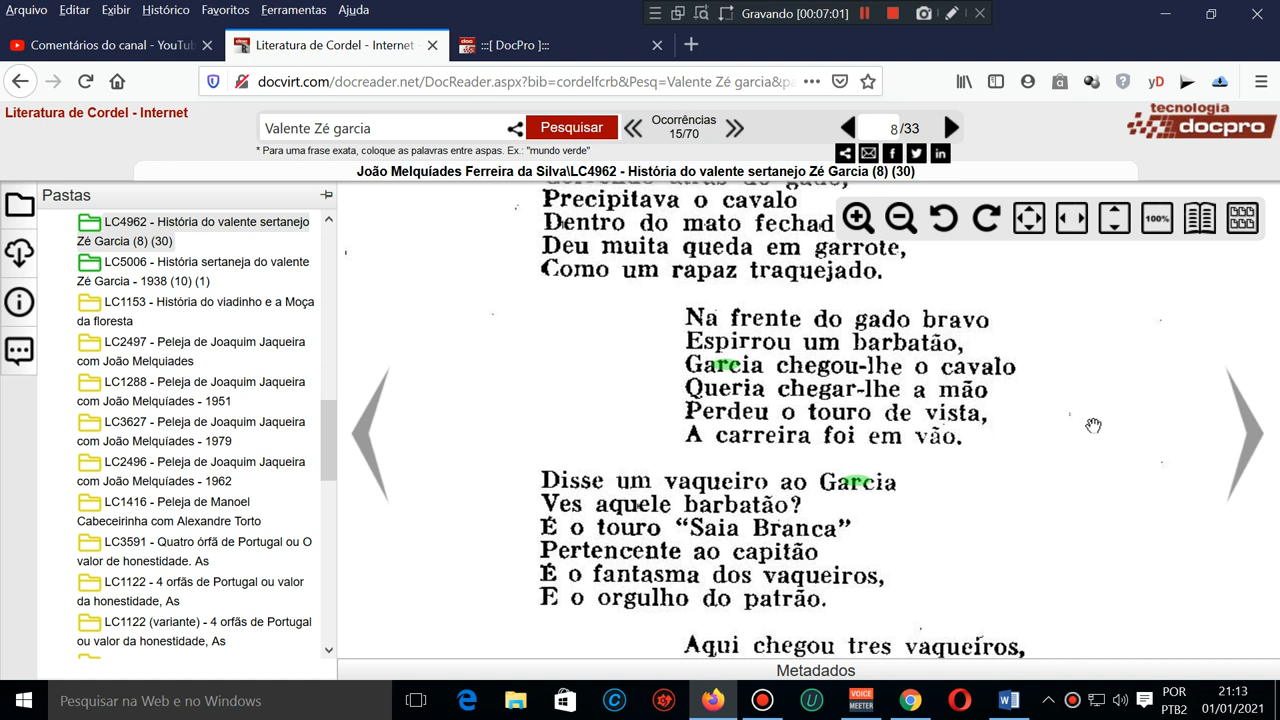 Arquivo Editar Exibir Histórico Favoritos Ferramentas Ajuda
Gravando [00:07:01]
Comentários do canal - YouTu
Literatura de Cordel - Internet -
:::[ DocPro ]:::
docvirt.com/docreader.net/DocReader.aspx?bib=cordelfcrb&Pesq=Valente Zé garcia&pa
yD
Literatura de Cordel - Internet
Valente Zé garcia
Pesquisar
Ocorrências
15/70
8 /33
tecnologia
docpro
* Para uma frase exata, coloque as palavras entre aspas. Ex.: "mundo verde"
João Melquíades Ferreira da Silva\LC4962 - História do valente sertanejo Zé Garcia (8) (30)
Pastas
LC4962 - História do valente sertanejo
Zé Garcia (8) (30)
LC5006 - História sertaneja do valente
Zé Garcia - 1938 (10) (1)
LC1153 - História do viadinho e a Moça
da floresta
LC2497 - Peleja de Joaquim Jaqueira
com João Melquiades
LC1288 - Peleja de Joaquim Jaqueira
com João Melquíades - 1951
LC3627 - Peleja de Joaquim Jaqueira
com João Melquíades - 1979
LC2496 - Peleja de Joaquim Jaqueira
com João Melquíades - 1962
LC1416 - Peleja de Manoel
Cabeceirinha com Alexandre Torto
LC3591 - Quatro órfã de Portugal ou O
valor de honestidade. As
LC1122 - 4 orfãs de Portugal ou valor
da honestidade, As
LC1122 (variante) - 4 orfãs de Portugal
ou valor da honestidade, As
100%
Precipitava o cavalo
Dentro do mato fechad
Deu muita queda em garrote,
Como um rapaz traquejado.
Na frente do gado bravo
Espirrou um barbatão,
Garcia chegou-lhe o cavalo
Queria chegar-lhe a mão
Perdeu o touro de vista,
A carreira foi em vão.
Disse um vaqueiro ao Garcia
Ves aquele barbatão?
É o touro "Saia Branca"
Pertencente ao capitão
É o fantasma dos vaqueiros,
E o orgulho do patrão.
Aqui chegou tres vaqueiros,
Metadados
Pesquisar na Web e no Windows
VOICE
MEETER
POR
PTB2
21:13
01/01/2021